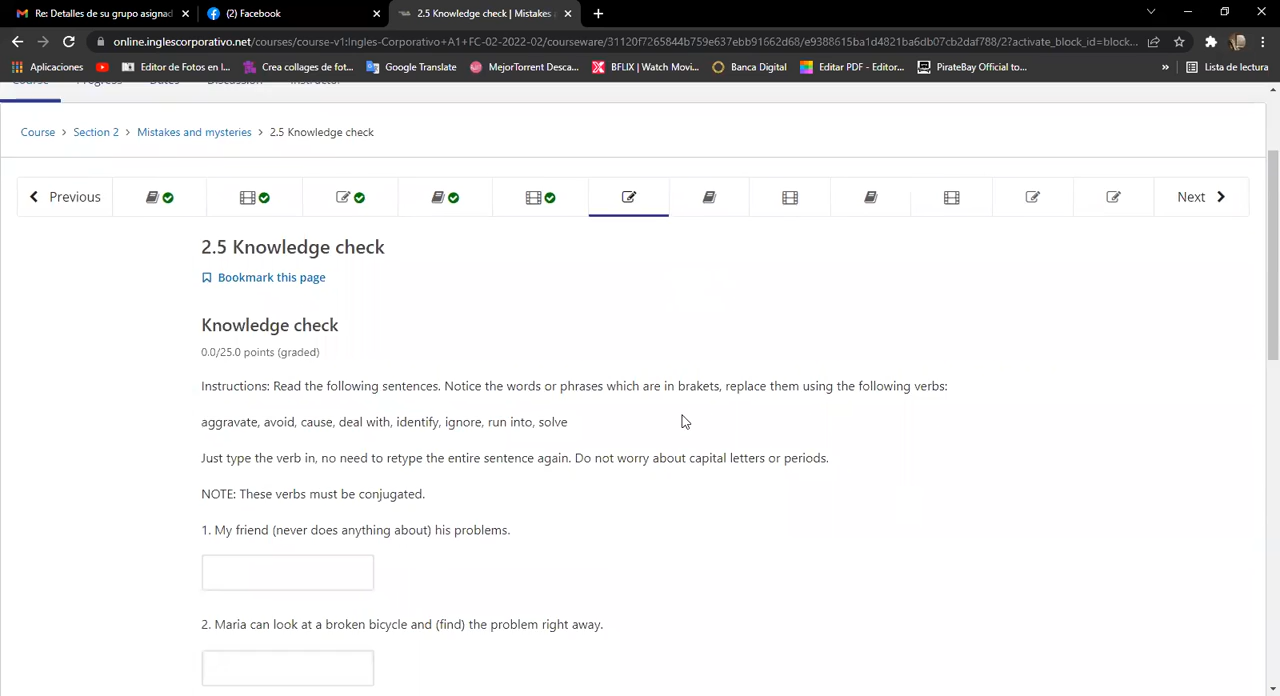 Re: Detalles de su grupo asignad
(2) Facebook
2.5 Knowledge check | Mistakes
online.inglescorporativo.net/courses/course-v1:Ingles-Corporativo+A1+FC-02-2022-02/courseware/31120f7265844b759e637ebb91662d68/e9388615ba1d4821ba6db07cb2daf788/2?activate_block_id=block...
Aplicaciones
Editor de Fotos en l...
Crea collages de fot...
Google Translate
MejorTorrent Desca...
BFLIX | Watch Movi...
Banca Digital
Editar PDF - Editor...
PirateBay Official to...
»
Lista de lectura
Course Progress Dates Discussion Instructor
Course > Section 2 > Mistakes and mysteries > 2.5 Knowledge check
Previous
Next
2.5 Knowledge check
Bookmark this page
Knowledge check
0.0/25.0 points (graded)
Instructions: Read the following sentences. Notice the words or phrases which are in brakets, replace them using the following verbs:
aggravate, avoid, cause, deal with, identify, ignore, run into, solve
Just type the verb in, no need to retype the entire sentence again. Do not worry about capital letters or periods.
NOTE: These verbs must be conjugated.
1. My friend (never does anything about) his problems.
2. Maria can look at a broken bicycle and (find) the problem right away.